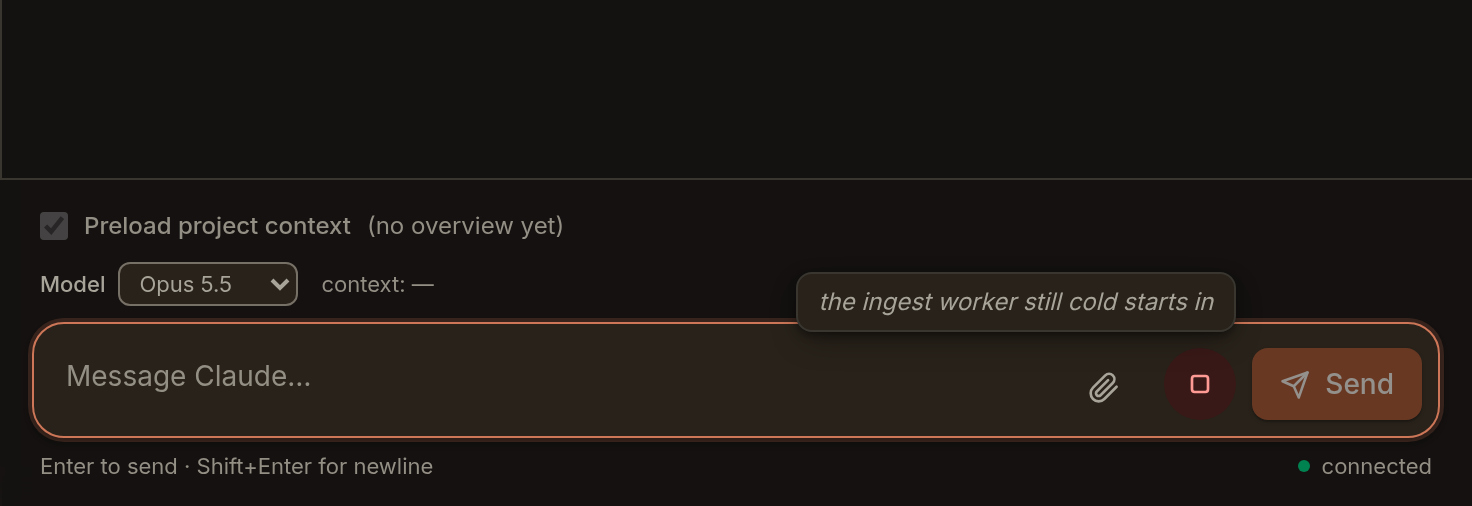 Preload project context (no overview yet)
Model Opus 5.5 context: —
the ingest worker still cold starts in
Message Claude...
Send
Enter to send · Shift+Enter for newline
connected